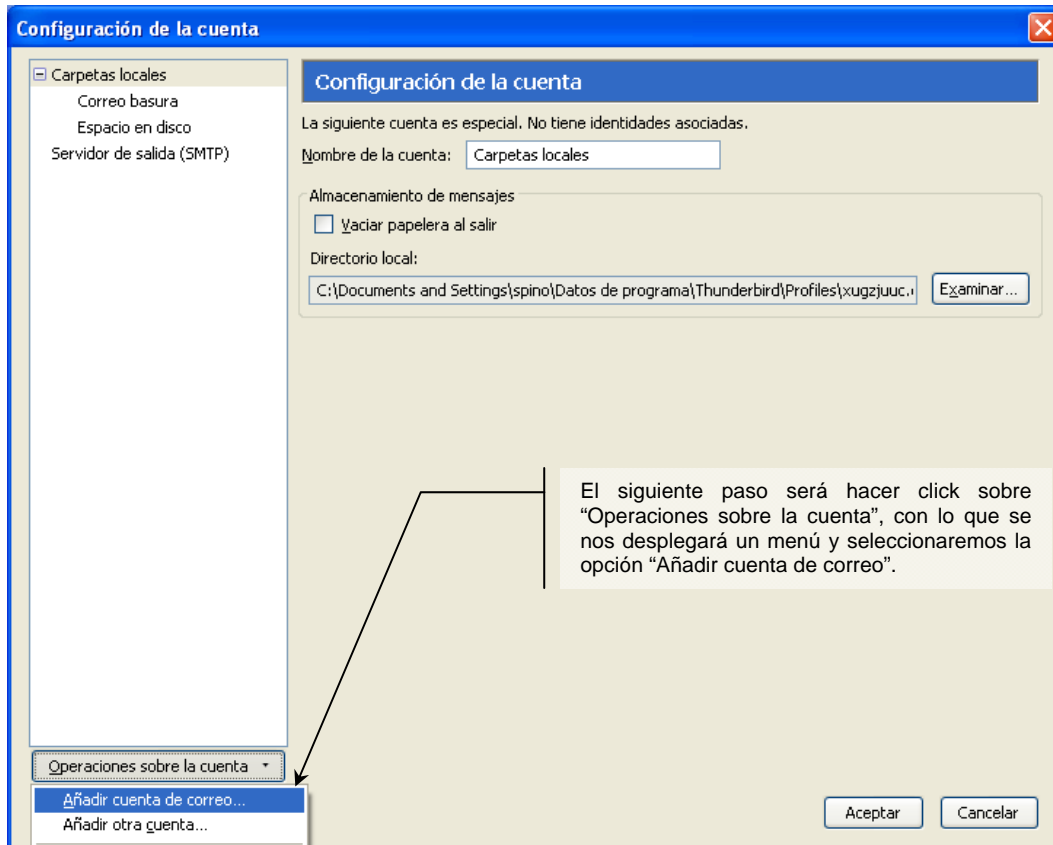 Configuración de la cuenta
Carpetas locales
Correo basura
Espacio en disco
Servidor de salida (SMTP)
Configuración de la cuenta
La siguiente cuenta es especial. No tiene identidades asociadas.
Nombre de la cuenta: Carpetas locales
Almacenamiento de mensajes
Vaciar papelera al salir
Directorio local:
C:\Documents and Settings\spino\Datos de programa\Thunderbird\Profiles\xugzjuuc. Examinar...
El siguiente paso será hacer click sobre
“Operaciones sobre la cuenta”, con lo que se
nos desplegará un menú y seleccionaremos la
opción “Añadir cuenta de correo”.
Operaciones sobre la cuenta
Añadir cuenta de correo...
Añadir otra cuenta...
Aceptar Cancelar